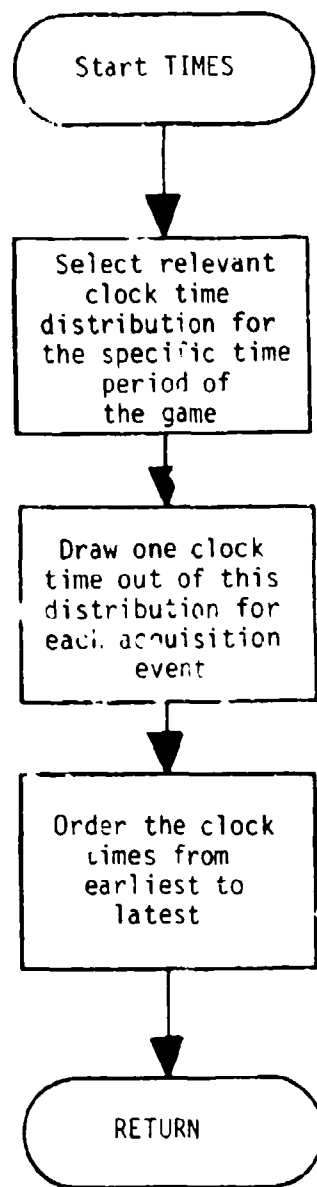 Start TIMES
Select relevant
clock time
distribution for
the specific time
period of
the game
Draw one clock
time out of this
distribution for
each acquisition
event
Order the clock
times from
earliest to
latest
RETURN